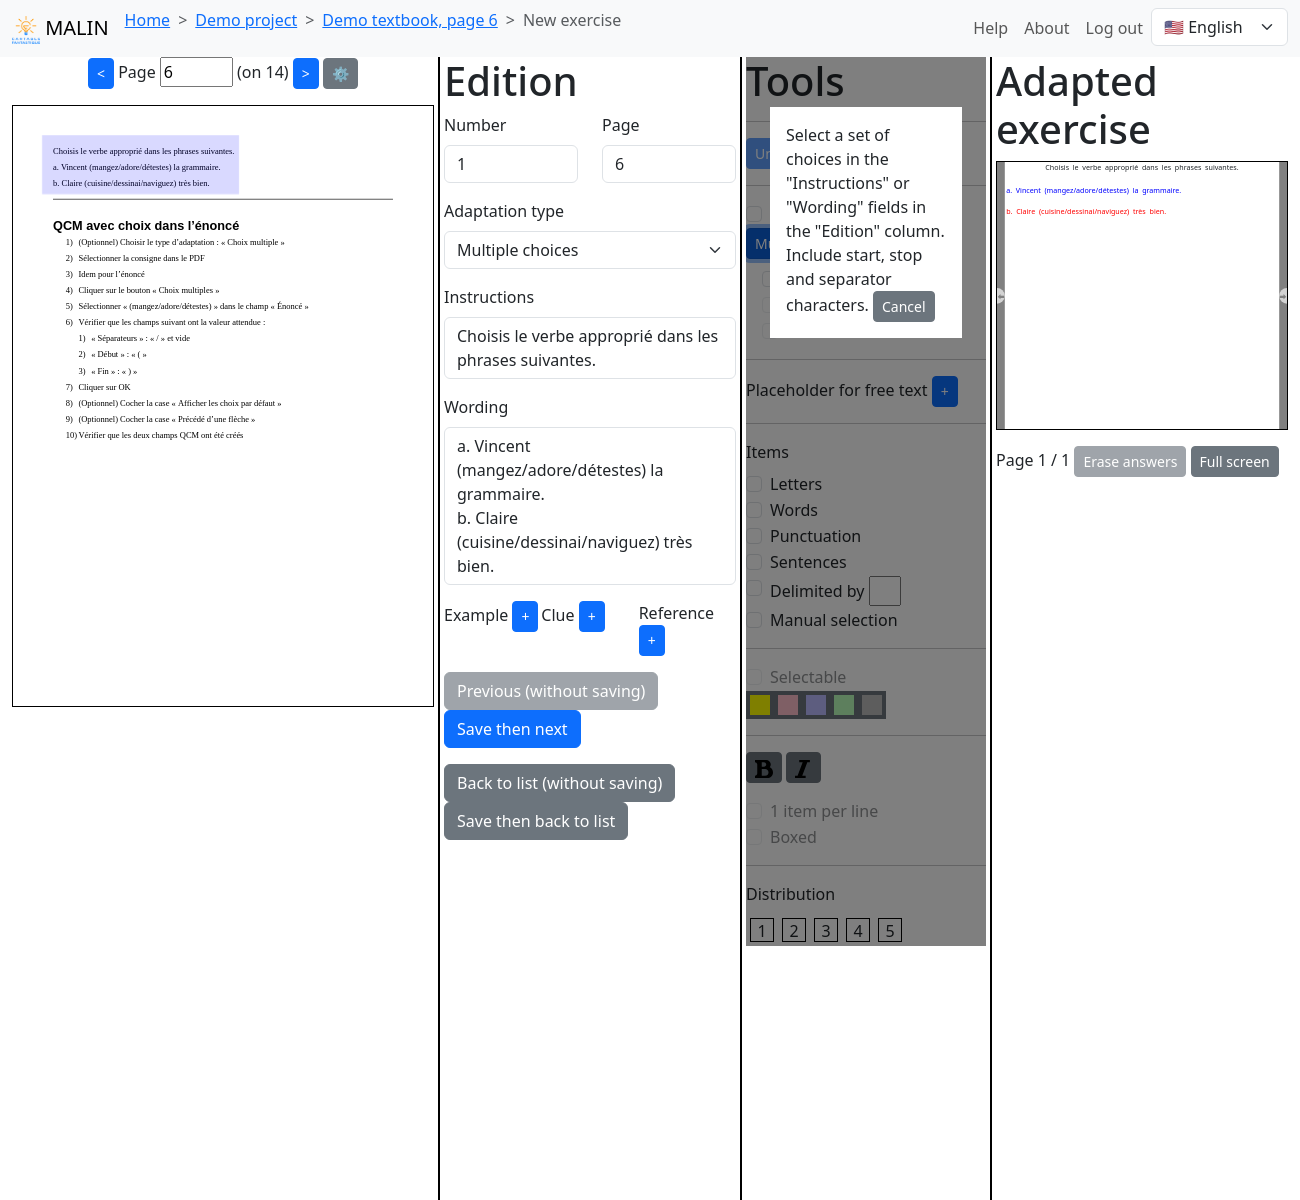 MALIN
Home > Demo project > Demo textbook, page 6 > New exercise
Help About Log out 🇺🇸 English
< Page 6 (on 14) > ⚙️
Choisis le verbe approprié dans les phrases suivantes.
a. Vincent (mangez/adore/détestes) la grammaire.
b. Claire (cuisine/dessinai/naviguez) très bien.
QCM avec choix dans l’énoncé
1) (Optionnel) Choisir le type d’adaptation : « Choix multiple »
2) Sélectionner la consigne dans le PDF
3) Idem pour l’énoncé
4) Cliquer sur le bouton « Choix multiples »
5) Sélectionner « (mangez/adore/détestes) » dans le champ « Énoncé »
6) Vérifier que les champs suivant ont la valeur attendue :
1) « Séparateurs » : « / » et vide
2) « Début » : « ( »
3) « Fin » : « ) »
7) Cliquer sur OK
8) (Optionnel) Cocher la case « Afficher les choix par défaut »
9) (Optionnel) Cocher la case « Précédé d’une flèche »
10) Vérifier que les deux champs QCM ont été créés
Edition
Number Page
1 6
Adaptation type
Multiple choices
Instructions
Choisis le verbe approprié dans les
phrases suivantes.
Wording
a. Vincent
(mangez/adore/détestes) la
grammaire.
b. Claire
(cuisine/dessinai/naviguez) très
bien.
Example + Clue + Reference
+
Previous (without saving)
Save then next
Back to list (without saving)
Save then back to list
Tools
Select a set of
choices in the
"Instructions" or
"Wording" fields in
the "Edition" column.
Include start, stop
and separator
characters. Cancel
Placeholder for free text +
Items
Letters
Words
Punctuation
Sentences
Delimited by
Manual selection
Selectable
B I
1 item per line
Boxed
Distribution
1 2 3 4 5
Adapted
exercise
Choisis le verbe approprié dans les phrases suivantes.
a. Vincent (mangez/adore/détestes) la grammaire.
b. Claire (cuisine/dessinai/naviguez) très bien.
Page 1 / 1 Erase answers Full screen